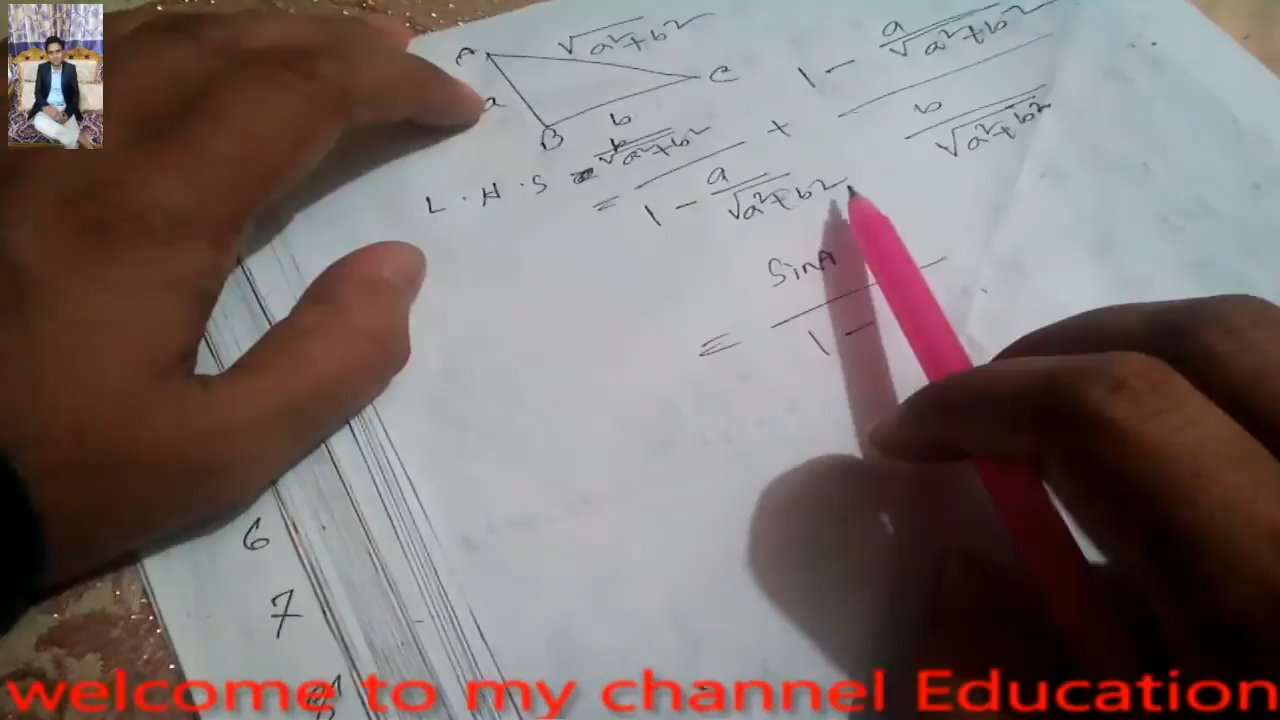 A √a²+b² C
a
B b
L.H.S = b/√a²+b² / 1 - a/√a²+b² + 1 - a/√a²+b² / b/√a²+b²
= sinA / 1 -
6
7
welcome to my channel Education